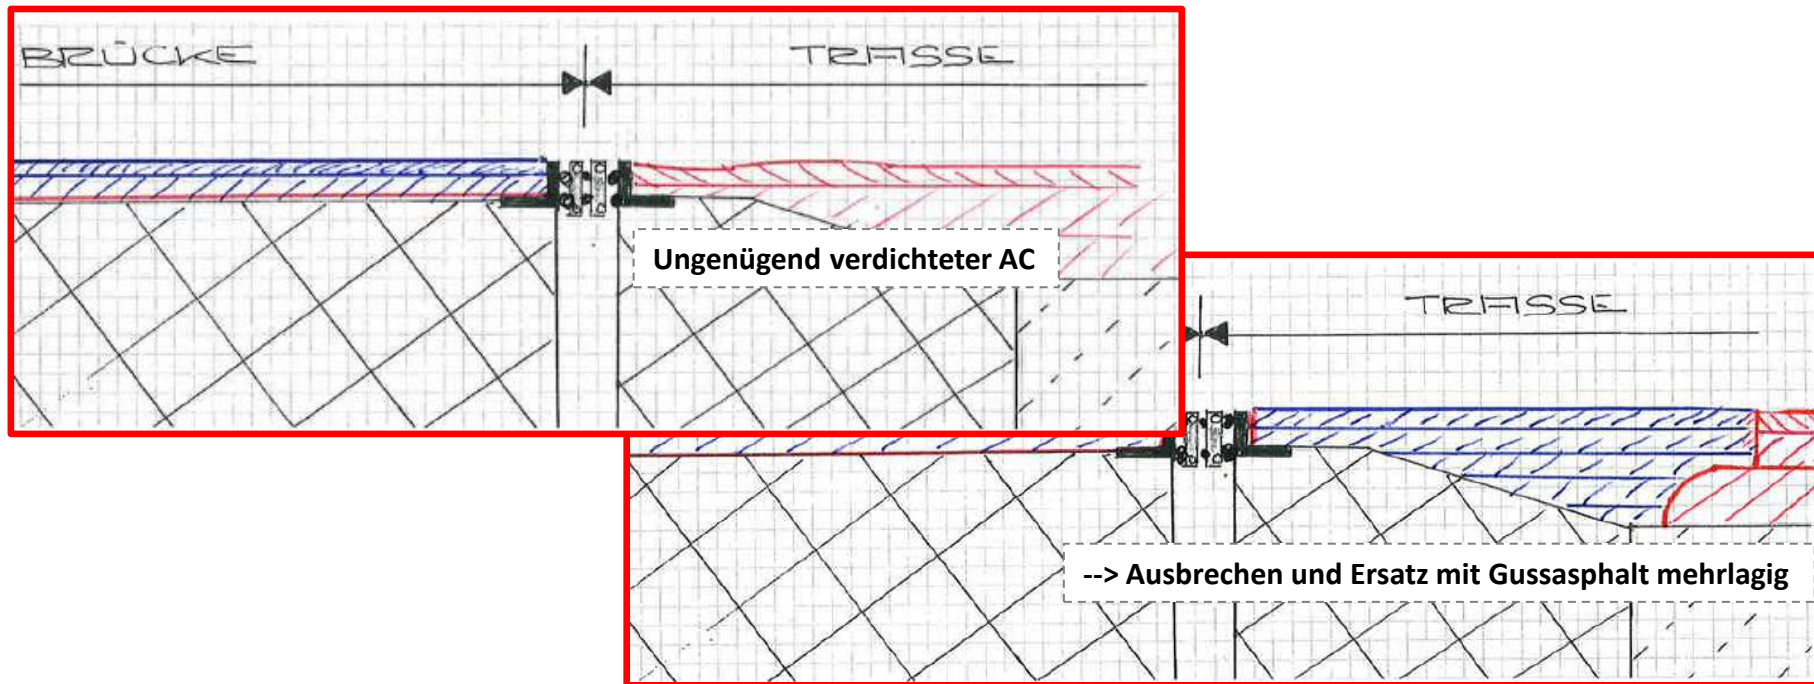 BRÜCKE
TRASSE
Ungenügend verdichteter AC
TRASSE
--> Ausbrechen und Ersatz mit Gussasphalt mehrlagig